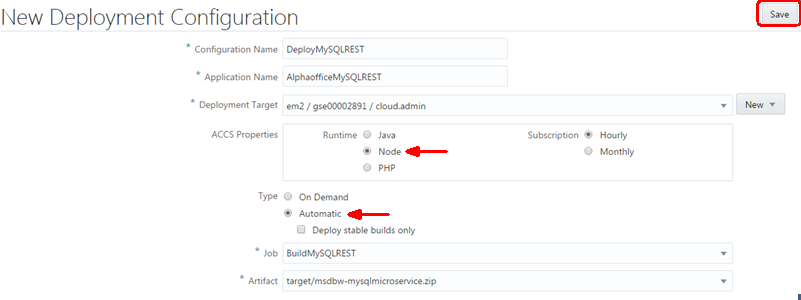 New Deployment Configuration Save
* Configuration Name DeployMySQLREST
* Application Name AlphaofficeMySQLREST
* Deployment Target em2 / gse00002891 / cloud.admin New
ACCS Properties Runtime Java Subscription Hourly
Node Monthly
PHP
Type On Demand
Automatic
Deploy stable builds only
* Job BuildMySQLREST
* Artifact target/msdbw-mysqlmicroservice.zip